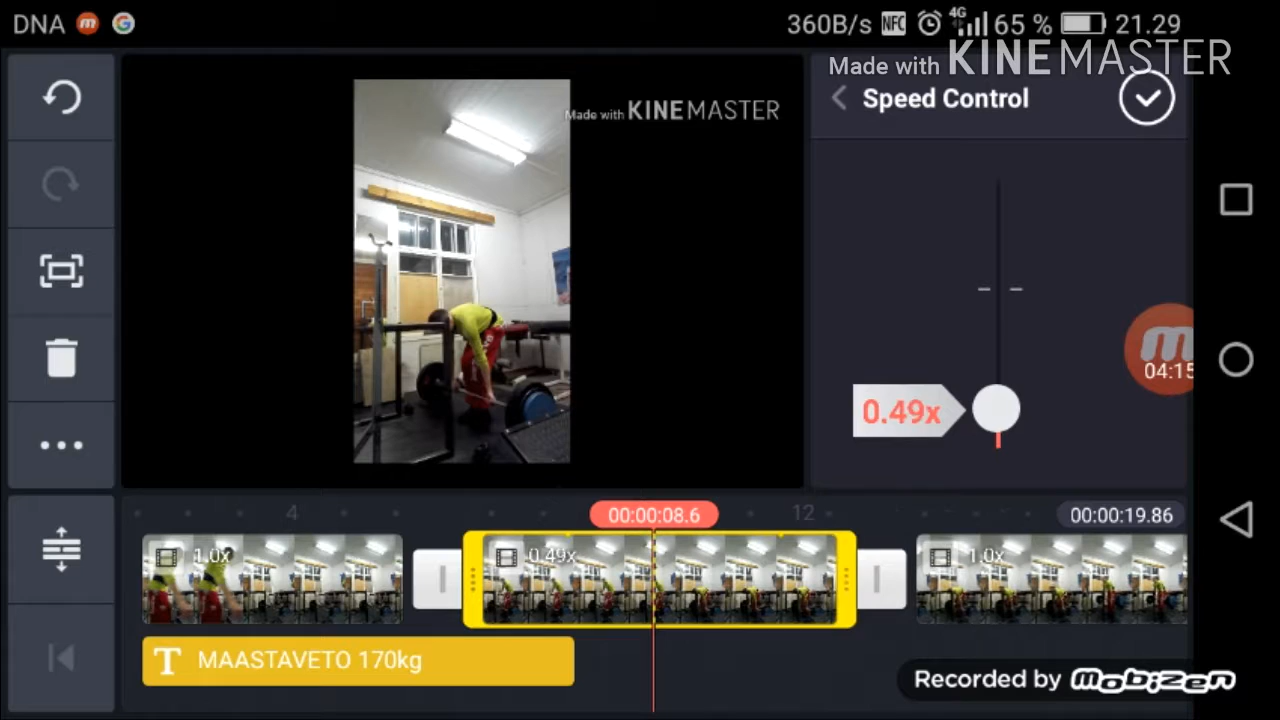 DNA m G 360B/s NFC 4G 65 % 21.29
Made with KINEMASTER
Speed Control
Made with KINEMASTER
m
04:15
0.49x
4 00:00:08.6 12 00:00:19.86
1.0x 0.49x 1.0x
T MAASTAVETO 170kg
Recorded by mobizen